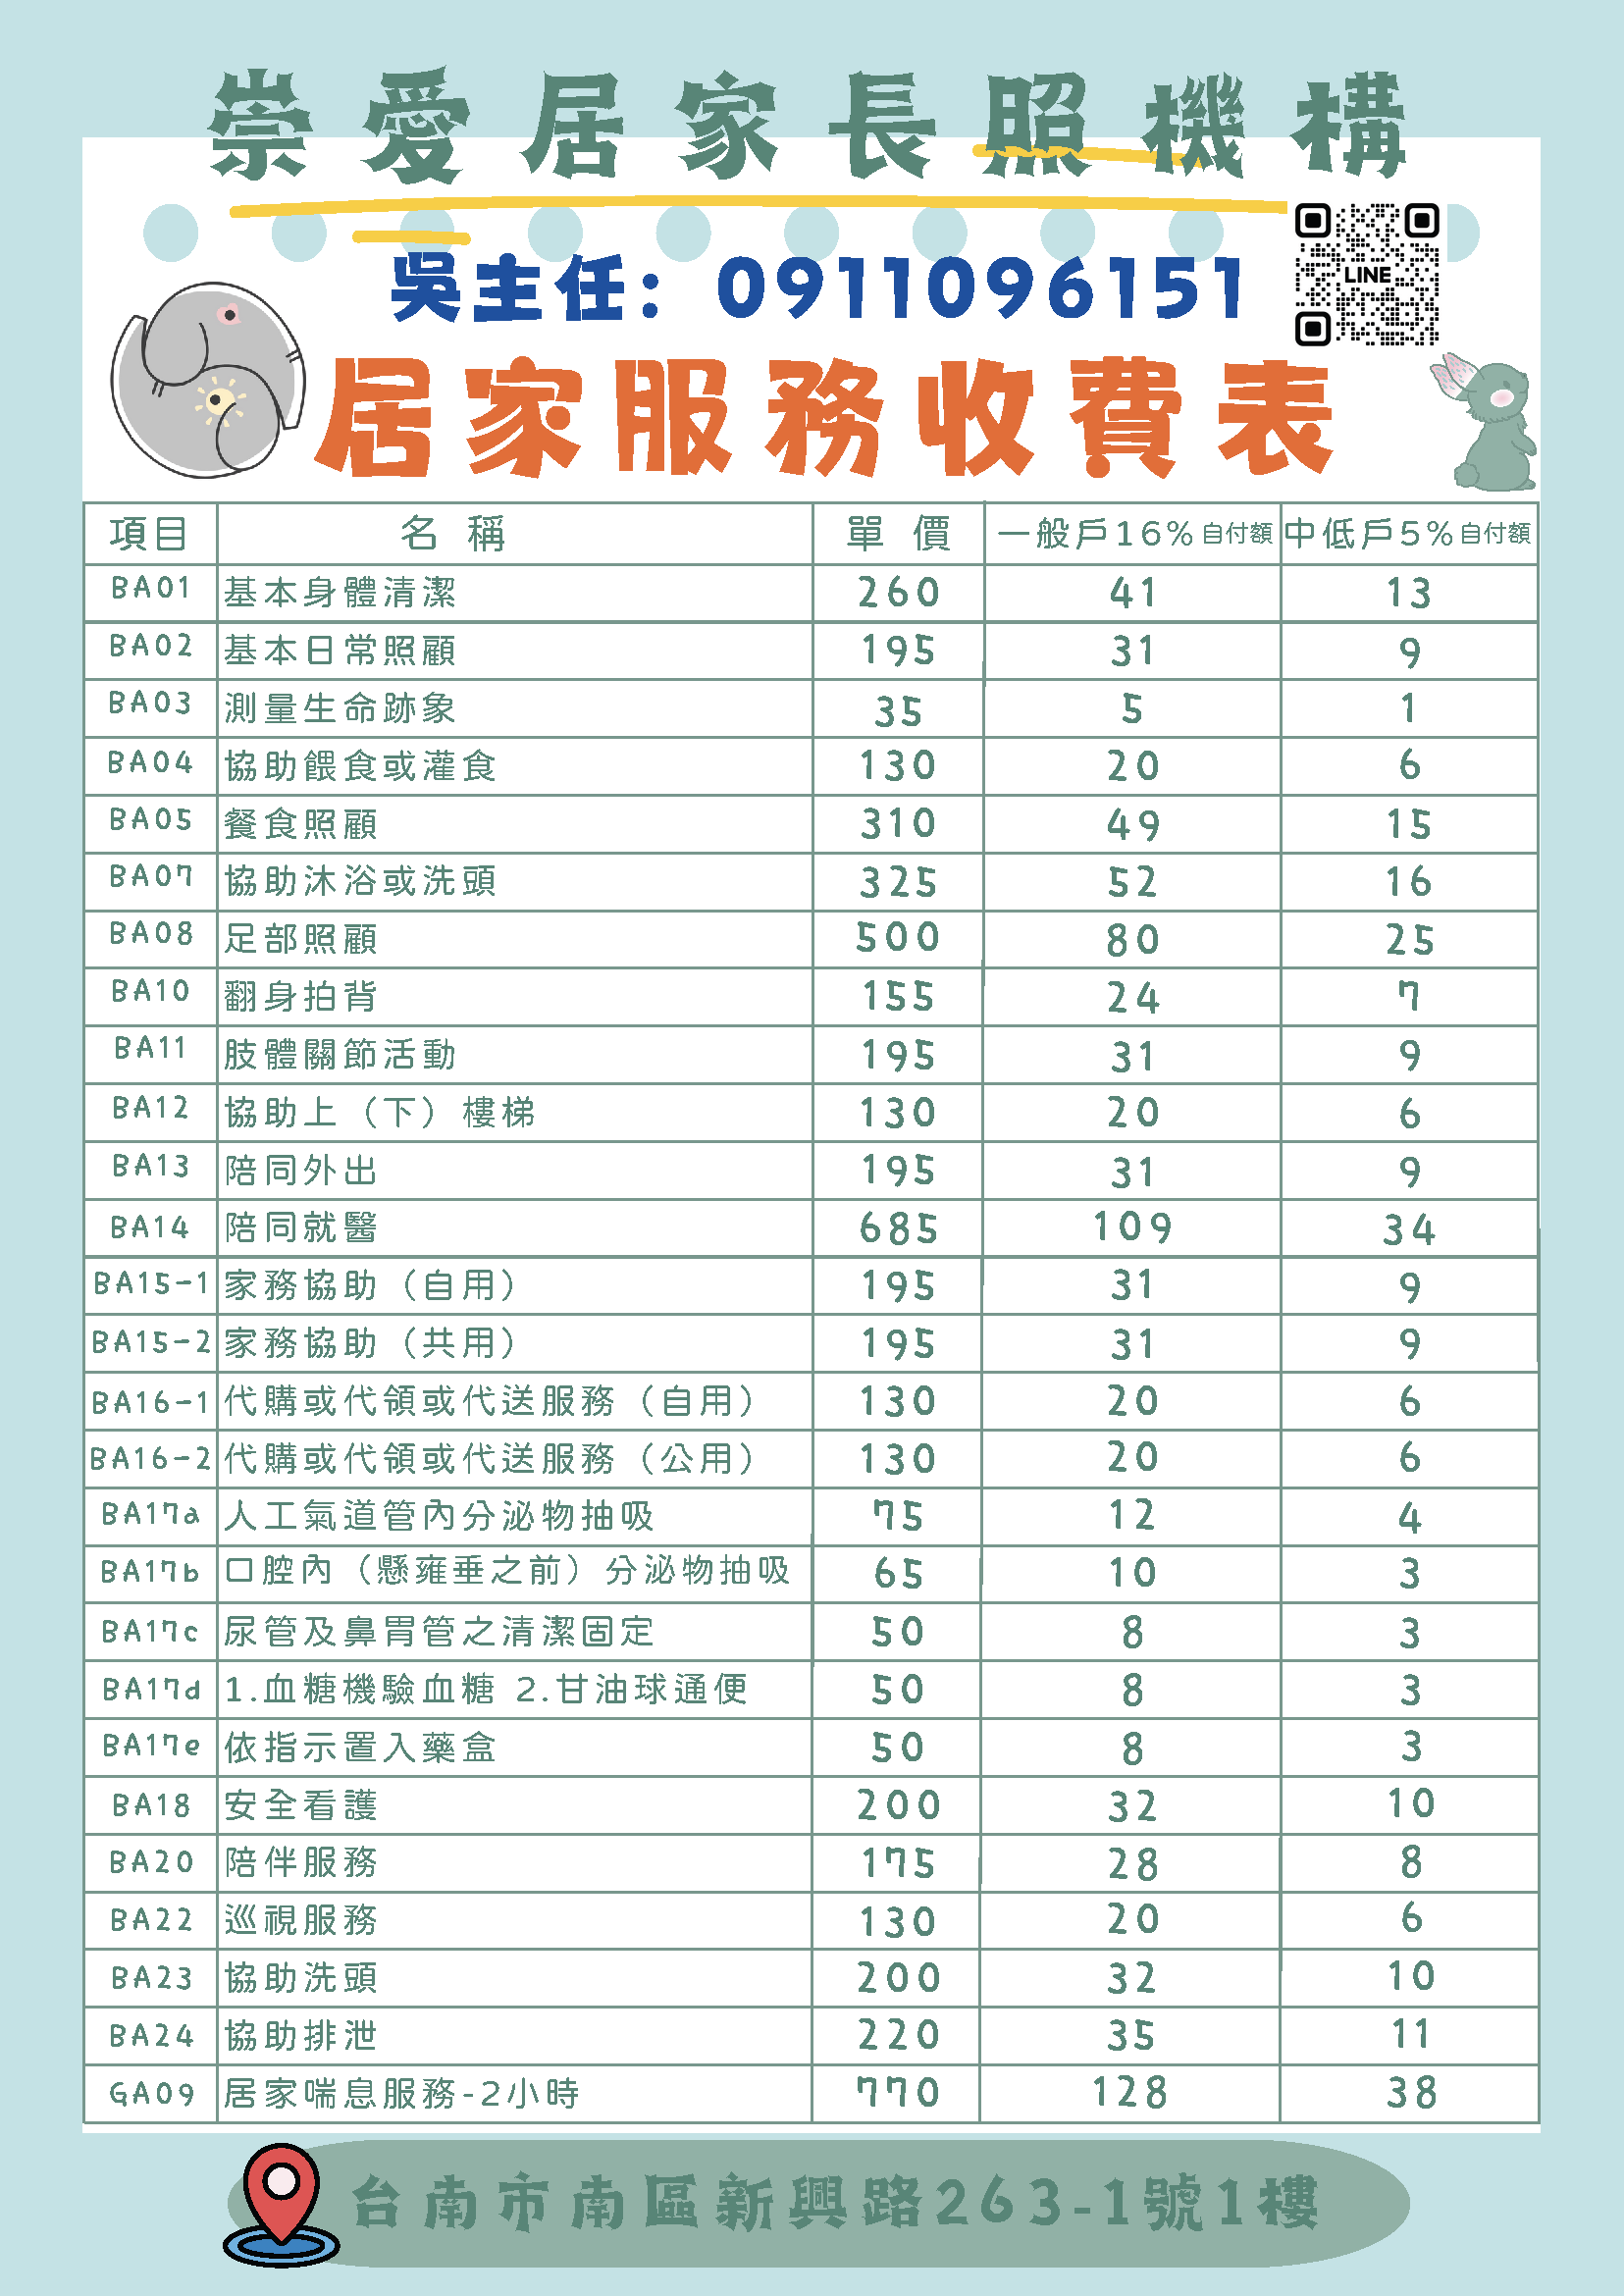 崇愛居家長照機構
吳主任：0911096151
LINE
居家服務收費表
項目 名稱 單價 一般戶16%自付額 中低戶5%自付額
BA01 基本身體清潔 260 41 13
BA02 基本日常照顧 195 31 9
BA03 測量生命跡象 35 5 1
BA04 協助餵食或灌食 130 20 6
BA05 餐食照顧 310 49 15
BA07 協助沐浴或洗頭 325 52 16
BA08 足部照顧 500 80 25
BA10 翻身拍背 155 24 7
BA11 肢體關節活動 195 31 9
BA12 協助上（下）樓梯 130 20 6
BA13 陪同外出 195 31 9
BA14 陪同就醫 685 109 34
BA15-1 家務協助（自用） 195 31 9
BA15-2 家務協助（共用） 195 31 9
BA16-1 代購或代領或代送服務（自用） 130 20 6
BA16-2 代購或代領或代送服務（公用） 130 20 6
BA17a 人工氣道管內分泌物抽吸 75 12 4
BA17b 口腔內（懸雍垂之前）分泌物抽吸 65 10 3
BA17c 尿管及鼻胃管之清潔固定 50 8 3
BA17d 1.血糖機驗血糖 2.甘油球通便 50 8 3
BA17e 依指示置入藥盒 50 8 3
BA18 安全看護 200 32 10
BA20 陪伴服務 175 28 8
BA22 巡視服務 130 20 6
BA23 協助洗頭 200 32 10
BA24 協助排泄 220 35 11
GA09 居家喘息服務-2小時 770 128 38
台南市南區新興路263-1號1樓